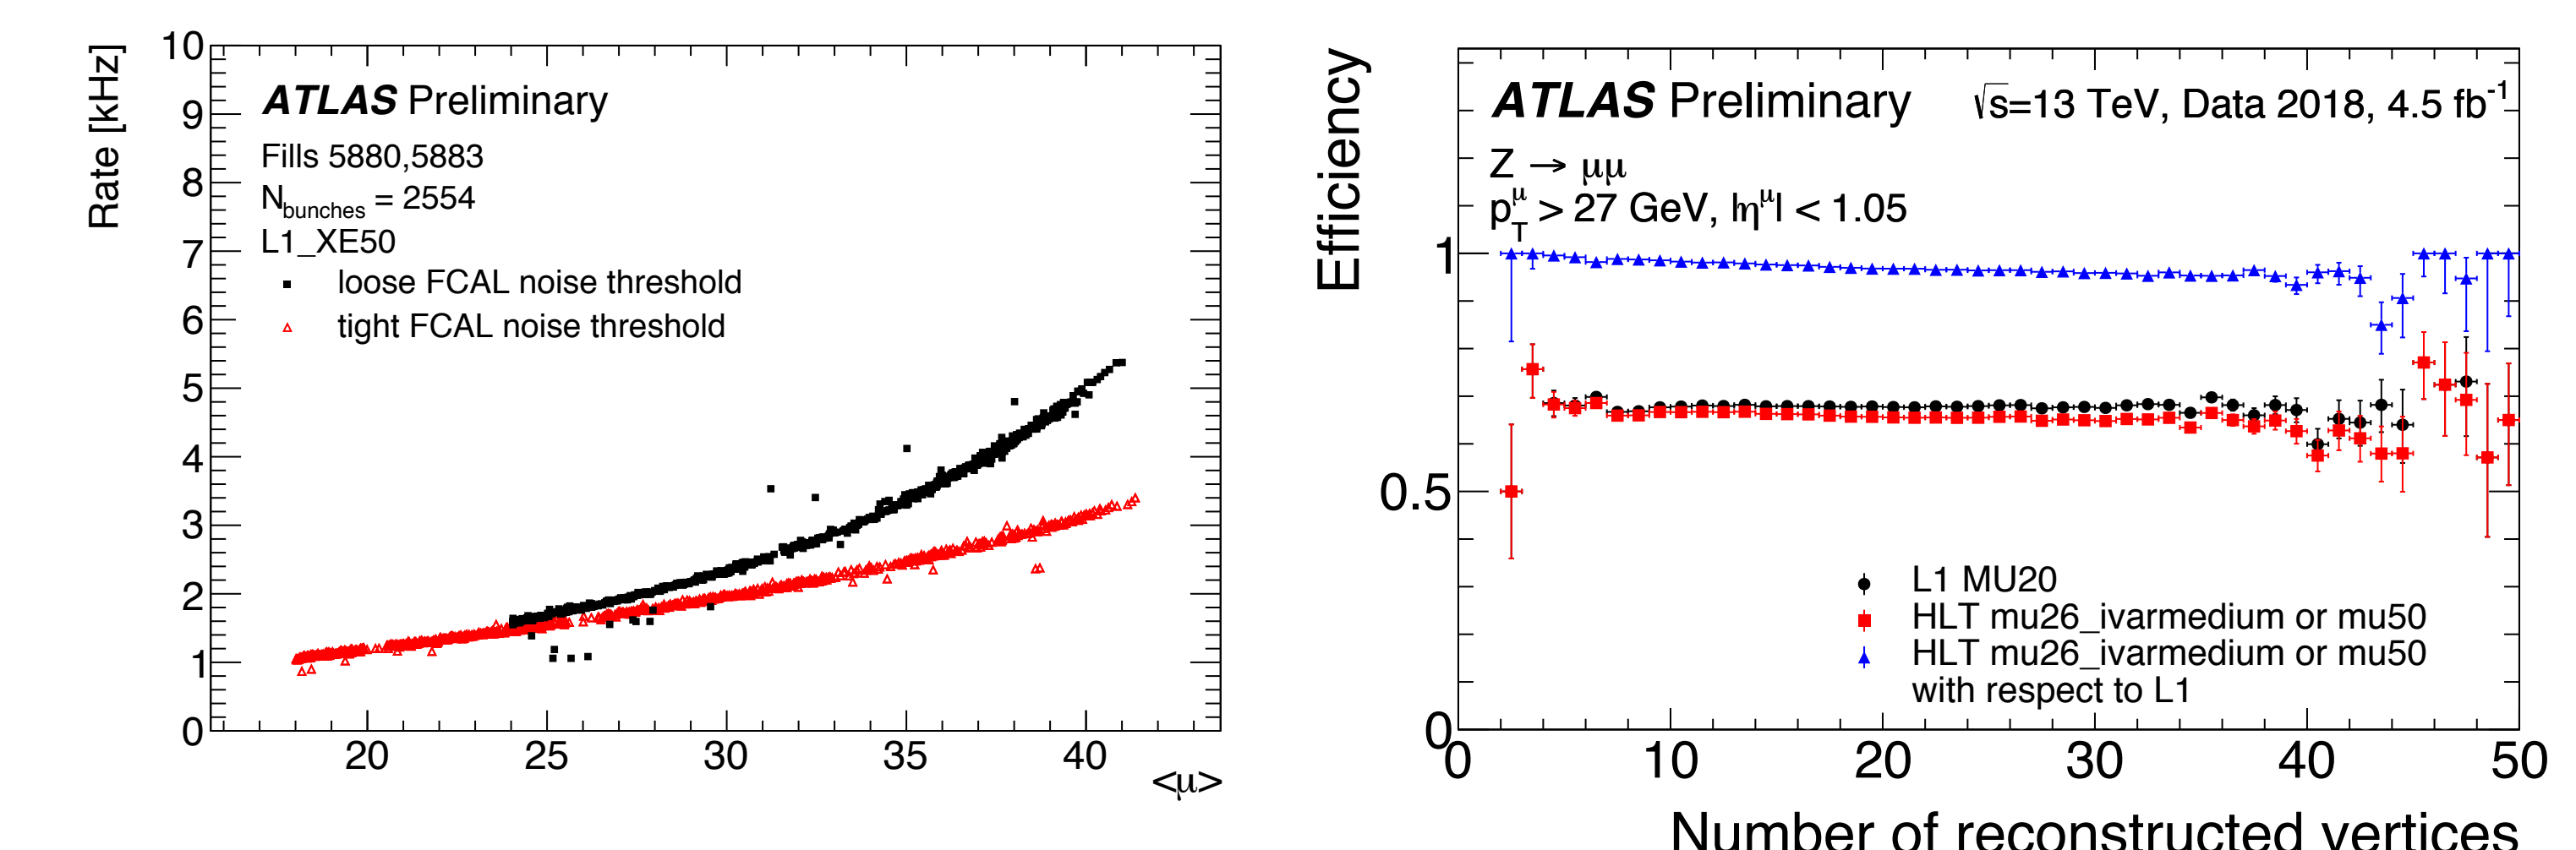 Rate [kHz]
10
9
8
7
6
5
4
3
2
1
0
ATLAS Preliminary
Fills 5880,5883
N_bunches = 2554
L1_XE50
loose FCAL noise threshold
tight FCAL noise threshold
20 25 30 35 40
<μ>
Efficiency
1
0.5
0
ATLAS Preliminary √s=13 TeV, Data 2018, 4.5 fb⁻¹
Z → μμ
p_T^μ > 27 GeV, |η^μ| < 1.05
L1 MU20
HLT mu26_ivarmedium or mu50
HLT mu26_ivarmedium or mu50
with respect to L1
0 10 20 30 40 50
Number of reconstructed vertices